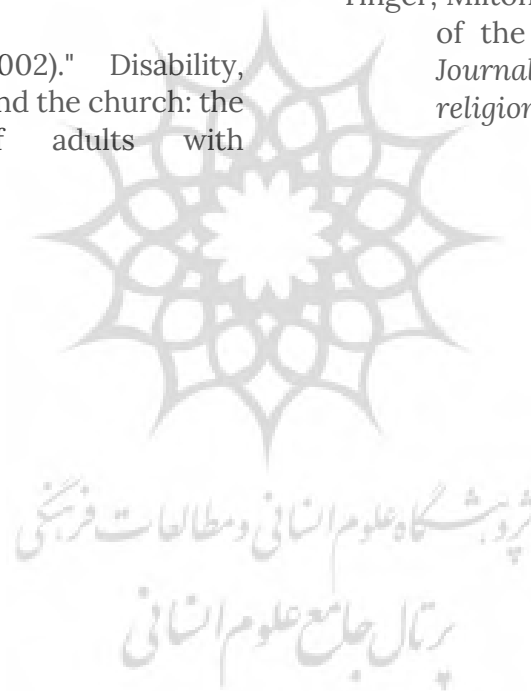 002)." Disability,
nd the church: the
f adults with
Yinger, Milton
of the
Journal
religion
پژوهشگاه علوم انسانی و مطالعات فرهنگی
پرتال جامع علوم انسانی